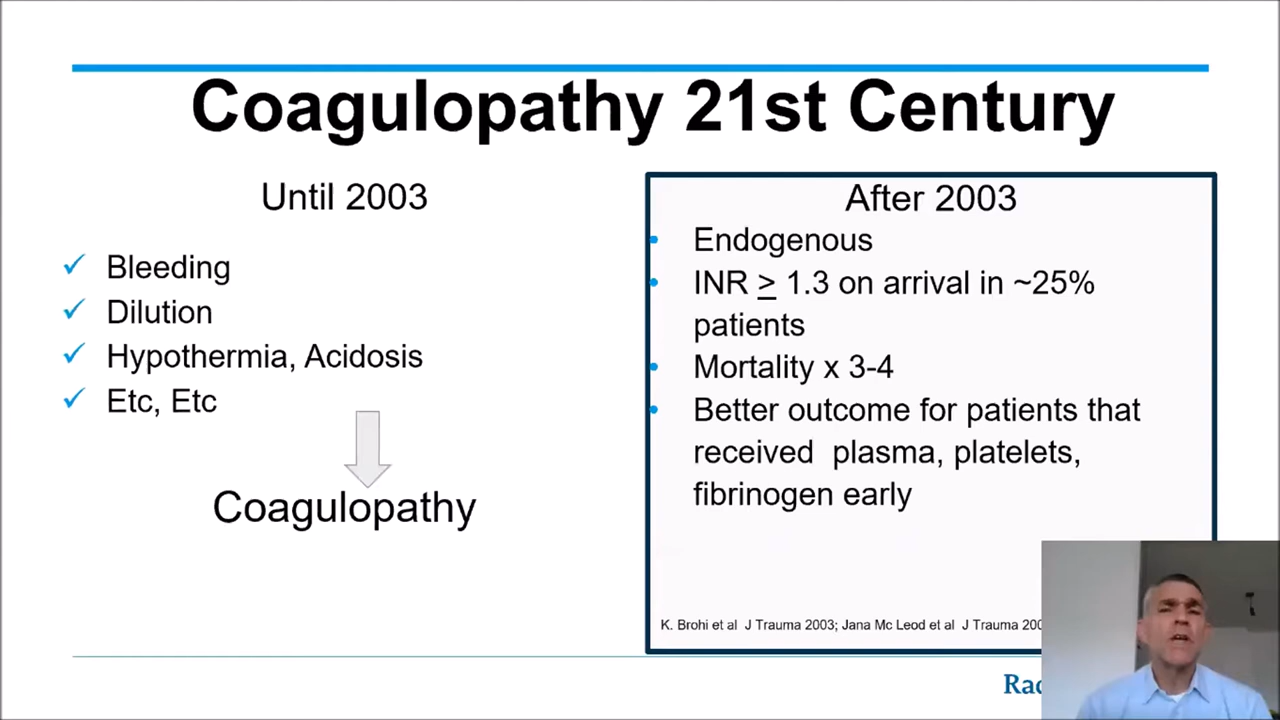 Coagulopathy 21st Century
Until 2003
Bleeding
Dilution
Hypothermia, Acidosis
Etc, Etc
Coagulopathy
After 2003
Endogenous
INR ≥ 1.3 on arrival in ~25%
patients
Mortality x 3-4
Better outcome for patients that
received plasma, platelets,
fibrinogen early
K. Brohi et al J Trauma 2003; Jana Mc Leod et al J Trauma